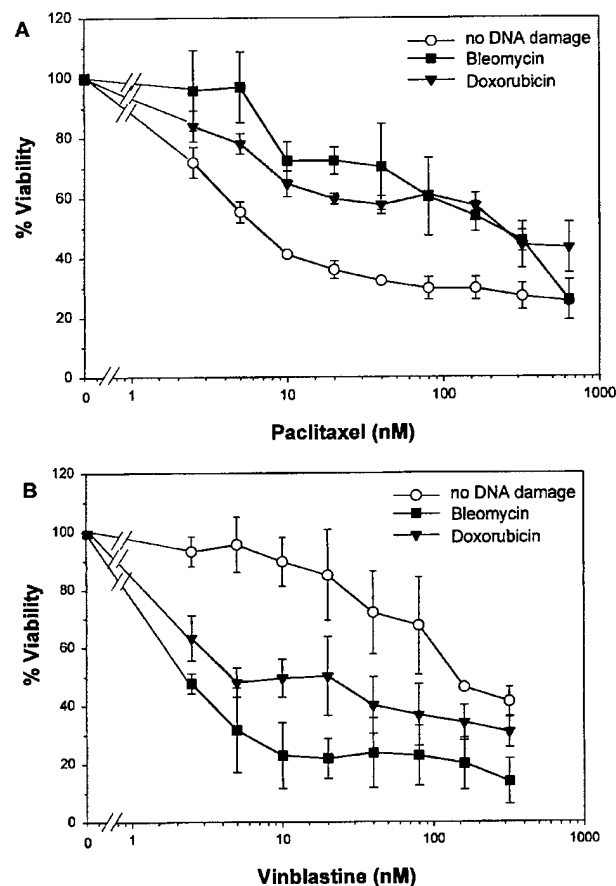 A
120
100
80
60
40
20
0
% Viability
no DNA damage
Bleomycin
Doxorubicin
0 1 10 100 1000
Paclitaxel (nM)
B
120
100
80
60
40
20
0
% Viability
no DNA damage
Bleomycin
Doxorubicin
0 1 10 100 1000
Vinblastine (nM)